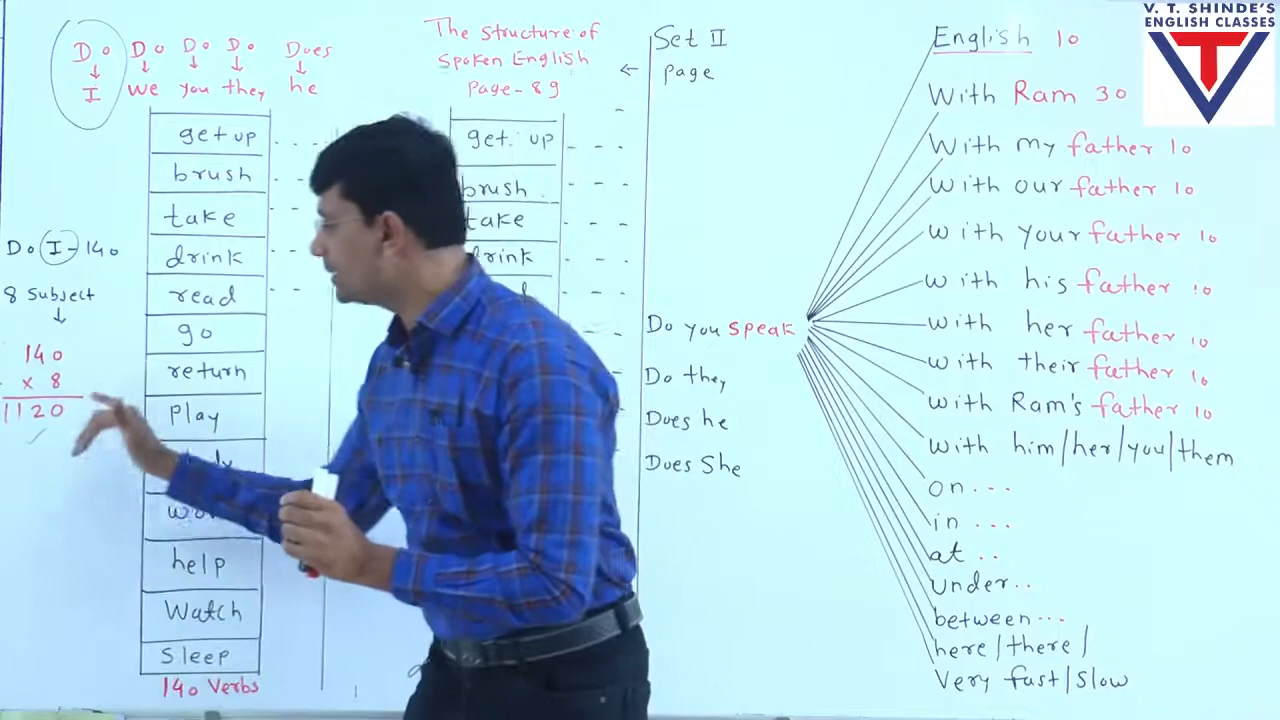 Do Do Do Do Does
I we you they he
get up
brush
take
drink
read
go
return
Play
help
Watch
Sleep
140 Verbs
Do I - 140
8 Subject
140
x 8
1120
The structure of
Spoken English
Page - 89
get up
brush
take
drink
Set II
page
Do you speak
Do they
Does he
Does She
English 10
With Ram 30
With my father 10
With our father 10
with your father 10
with his father 10
with her father 10
with their father 10
with Ram's father 10
with him/her/you/them
on ...
in ...
at ..
under..
between...
here/there/
Very fast/slow
V. T. SHINDE'S
ENGLISH CLASSES